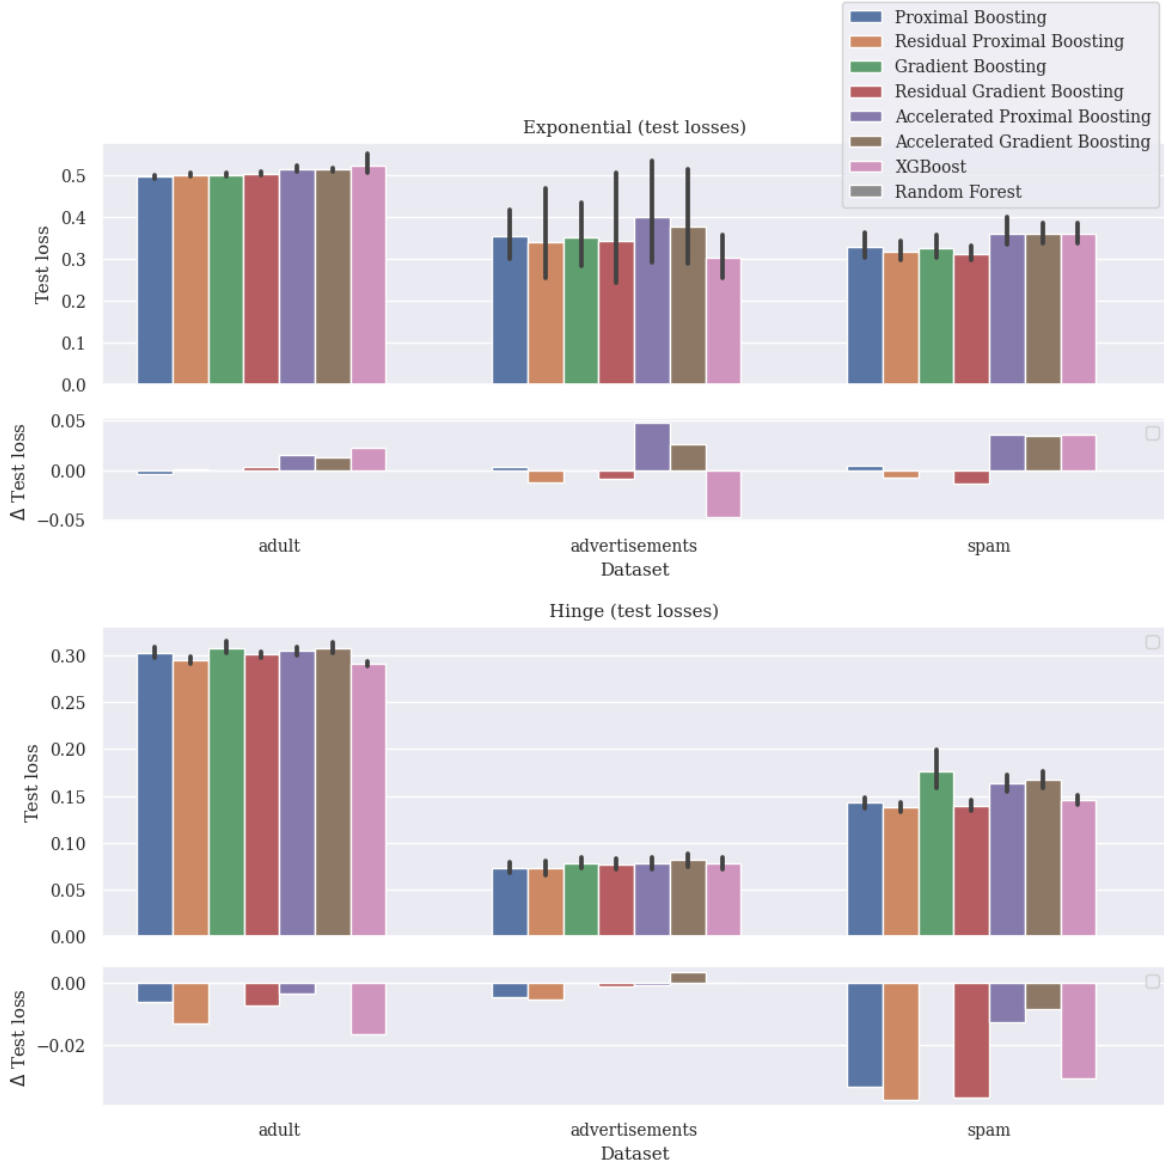 Proximal Boosting
Residual Proximal Boosting
Gradient Boosting
Residual Gradient Boosting
Accelerated Proximal Boosting
Accelerated Gradient Boosting
XGBoost
Random Forest
Exponential (test losses)
Test loss
0.5
0.4
0.3
0.2
0.1
0.0
Δ Test loss
0.05
0.00
−0.05
adult advertisements spam
Dataset
Hinge (test losses)
Test loss
0.30
0.25
0.20
0.15
0.10
0.05
0.00
Δ Test loss
0.00
−0.02
adult advertisements spam
Dataset